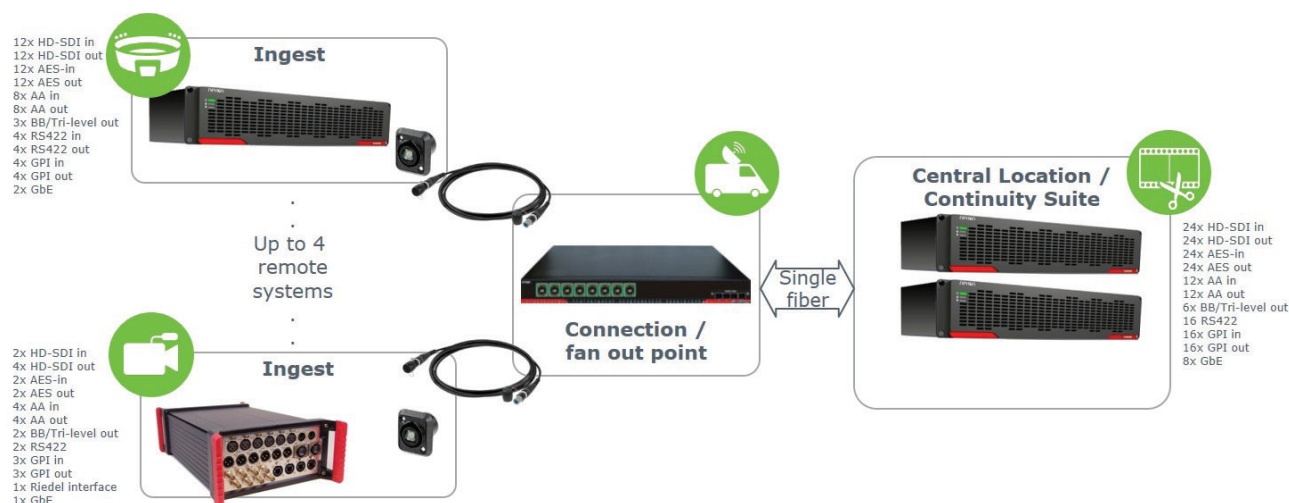 12x HD-SDI in
12x HD-SDI out
12x AES-in
12x AES out
8x AA in
8x AA out
3x BB/Tri-level out
4x RS422 in
4x RS422 out
4x GPI in
4x GPI out
2x GbE
Ingest
nevion
Up to 4
remote
systems
2x HD-SDI in
4x HD-SDI out
2x AES-in
2x AES out
4x AA in
4x AA out
2x BB/Tri-level out
2x RS422
3x GPI in
3x GPI out
1x Riedel interface
1x GbE
Ingest
Connection /
fan out point
Single
fiber
Central Location /
Continuity Suite
nevion
nevion
24x HD-SDI in
24x HD-SDI out
24x AES-in
24x AES out
12x AA in
12x AA out
6x BB/Tri-level out
16 RS422
16x GPI in
16x GPI out
8x GbE